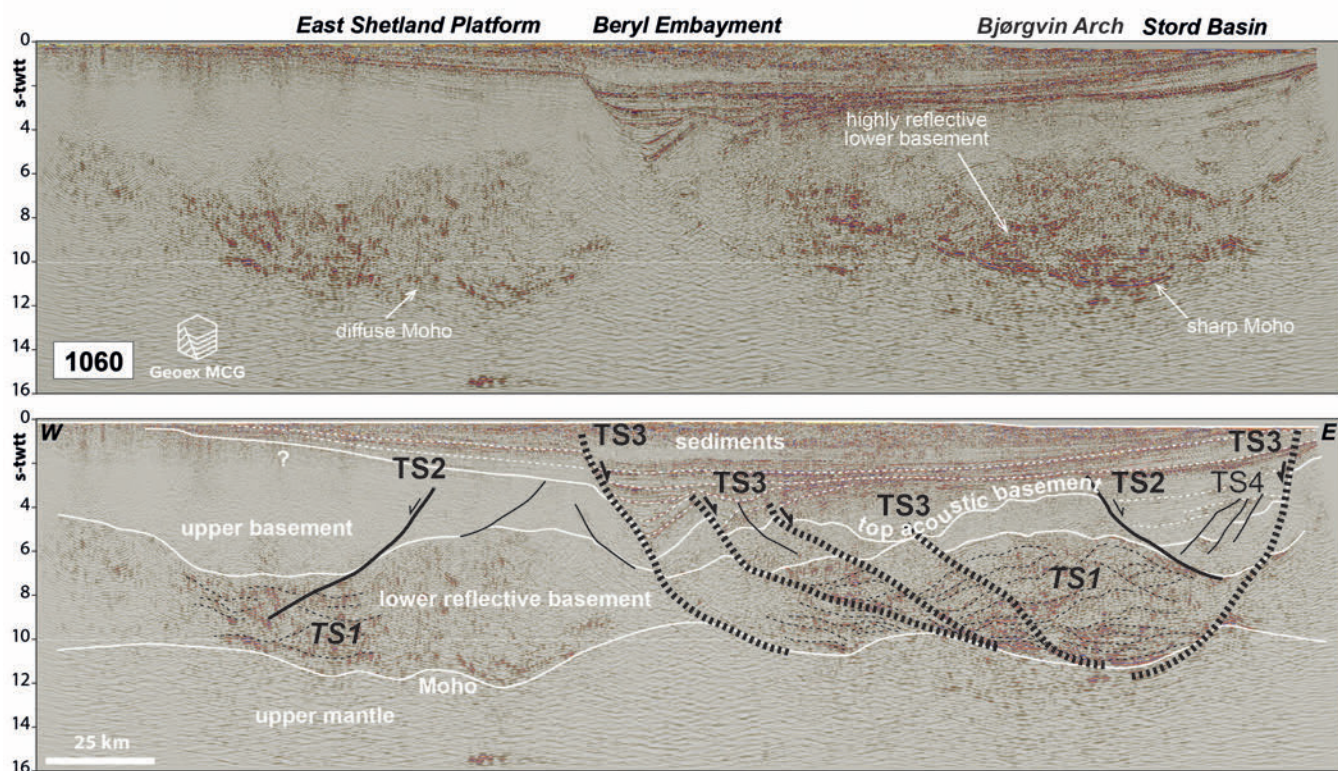 East Shetland Platform
Beryl Embayment
Bjørgvin Arch
Stord Basin
0
2
4
6
8
10
12
14
16
s-twtt
highly reflective
lower basement
diffuse Moho
sharp Moho
1060
Geoex MCG
0
2
4
6
8
10
12
14
16
s-twtt
W
E
TS3
sediments
TS3
?
TS2
TS3
TS2
TS4
upper basement
TS3
top acoustic basement
TS1
lower reflective basement
TS1
Moho
upper mantle
25 km